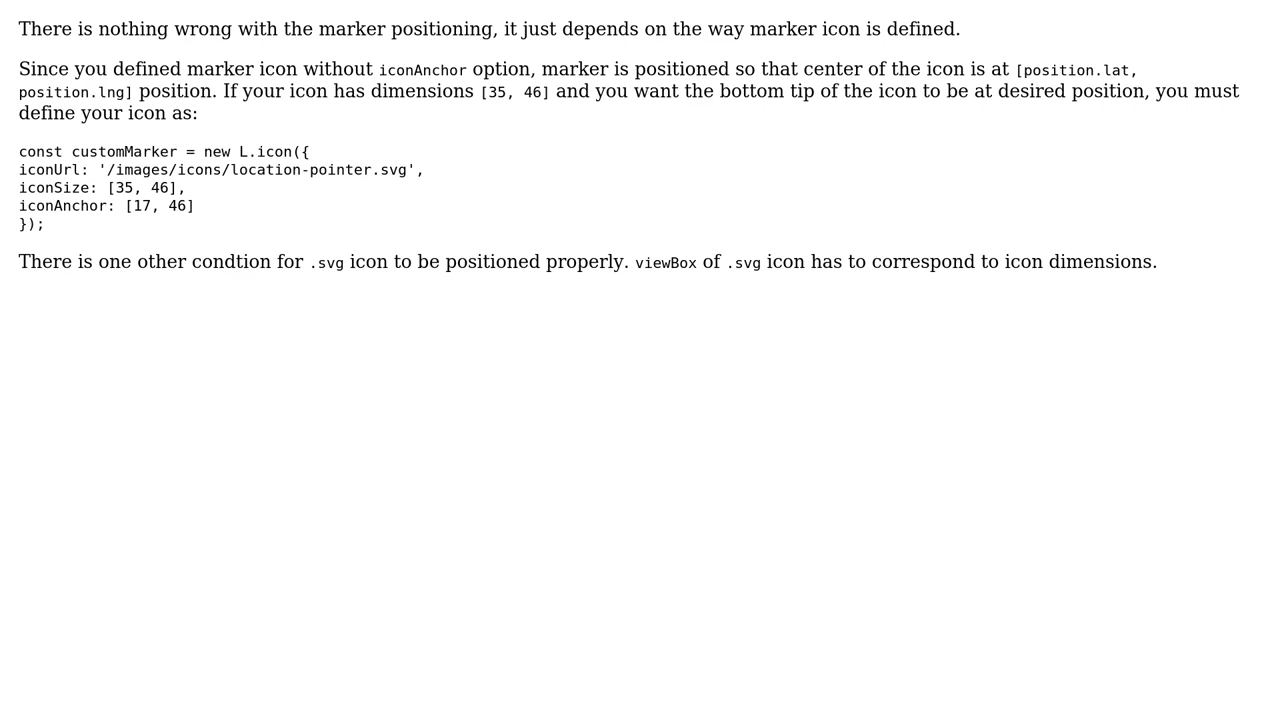 There is nothing wrong with the marker positioning, it just depends on the way marker icon is defined.
Since you defined marker icon without iconAnchor option, marker is positioned so that center of the icon is at [position.lat,
position.lng] position. If your icon has dimensions [35, 46] and you want the bottom tip of the icon to be at desired position, you must
define your icon as:
const customMarker = new L.icon({
iconUrl: '/images/icons/location-pointer.svg',
iconSize: [35, 46],
iconAnchor: [17, 46]
});
There is one other condtion for .svg icon to be positioned properly. viewBox of .svg icon has to correspond to icon dimensions.